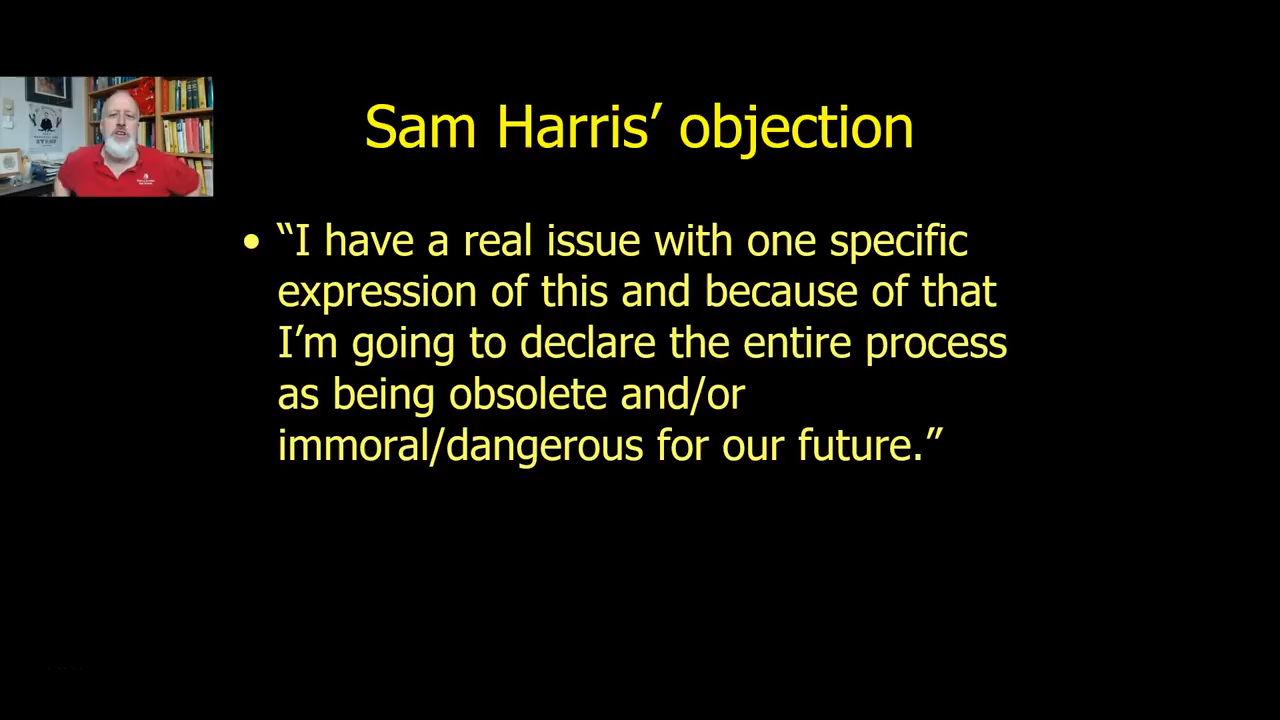 Sam Harris’ objection
• “I have a real issue with one specific
expression of this and because of that
I’m going to declare the entire process
as being obsolete and/or
immoral/dangerous for our future.”